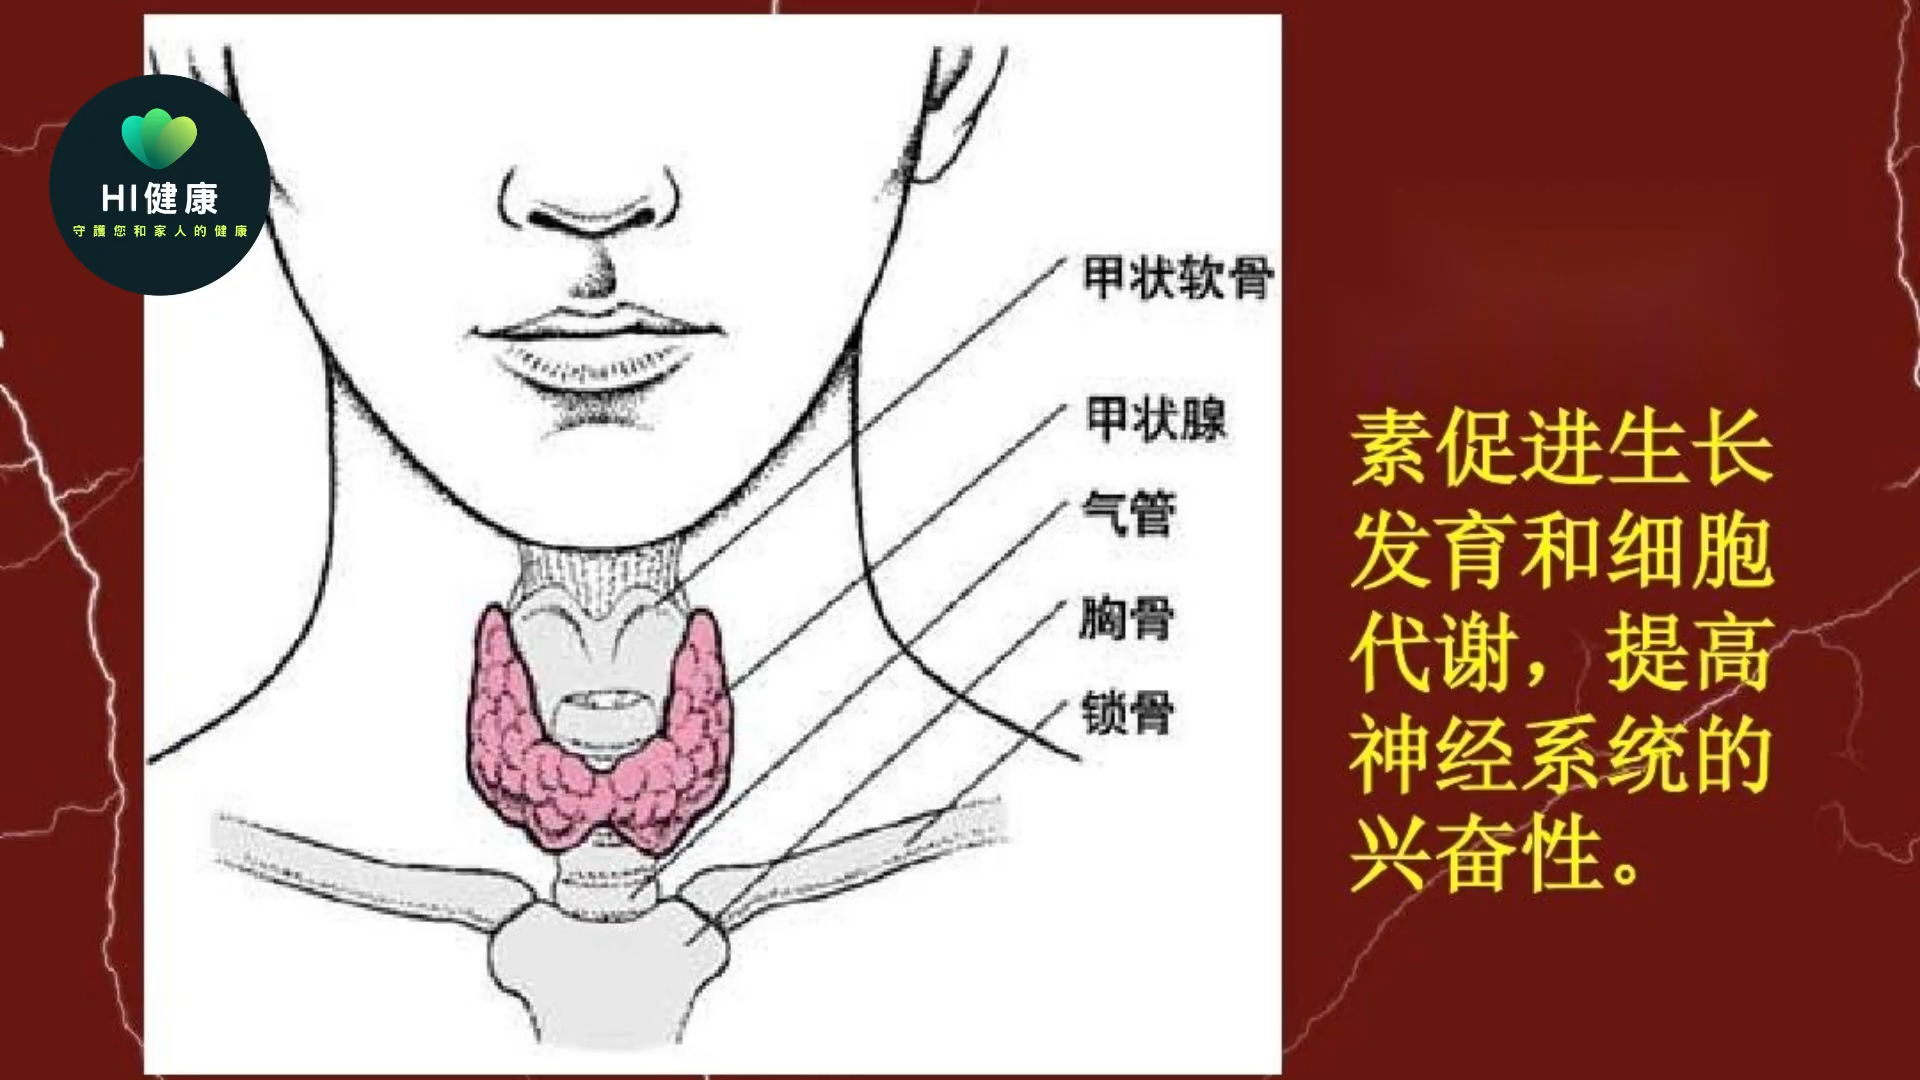 HI健康
守護您和家人的健康
甲状软骨
甲状腺
气管
胸骨
锁骨
素促进生长
发育和细胞
代谢，提高
神经系统的
兴奋性。